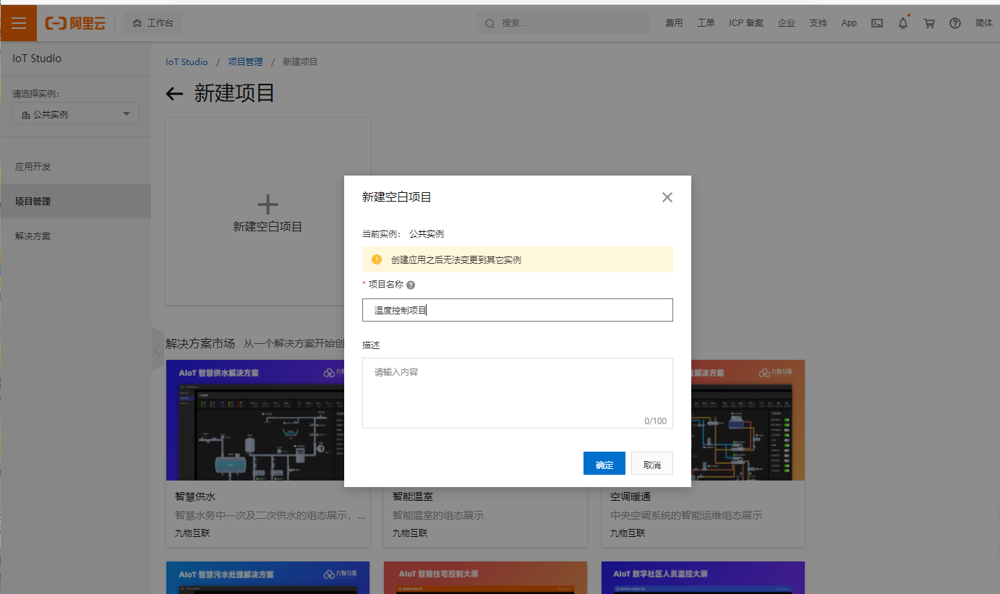 阿里云
工作台
搜索...
费用
工单
ICP 备案
企业
支持
App
简体
IoT Studio
请选择实例:
公共实例
应用开发
项目管理
解决方案
IoT Studio / 项目管理 / 新建项目
新建项目
新建空白项目
新建空白项目
当前实例: 公共实例
创建应用之后无法变更到其它实例
* 项目名称
温度控制项目
描述
请输入内容
0/100
确定
取消
解决方案市场 从一个解决方案开始创
AIoT 智慧供水解决方案
解决方案
九物互联
智慧供水
智慧水务中一次及二次供水的组态展示，...
九物互联
智能温室
智能温室的组态展示
九物互联
空调暖通
中央空调系统的智能运维组态展示
九物互联
AIoT 智慧污水处理解决方案
九物互联
AIoT 智能住宅控制大屏
AIoT 数字社区人员监控大屏